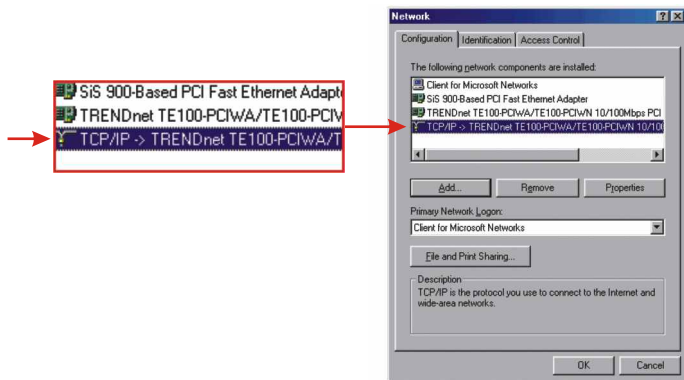 SiS 900-Based PCI Fast Ethernet
TRENDnet TE100-PCIWA/TE100-PCIW
TCP/IP -> TRENDnet TE100-PCIWA/T
Network
Configuration Identification Access Control
The following network components are installed:
Client for Microsoft Networks
SiS 900-Based PCI Fast Ethernet Adapter
TRENDnet TE100-PCIWA/TE100-PCIWN 10/100Mbps PCI
TCP/IP -> TRENDnet TE100-PCIWA/TE100-PCIWN 10/100
Add... Remove Properties
Primary Network Logon:
Client for Microsoft Networks
File and Print Sharing...
Description
TCP/IP is the protocol you use to connect to the Internet and
wide-area networks.
OK Cancel